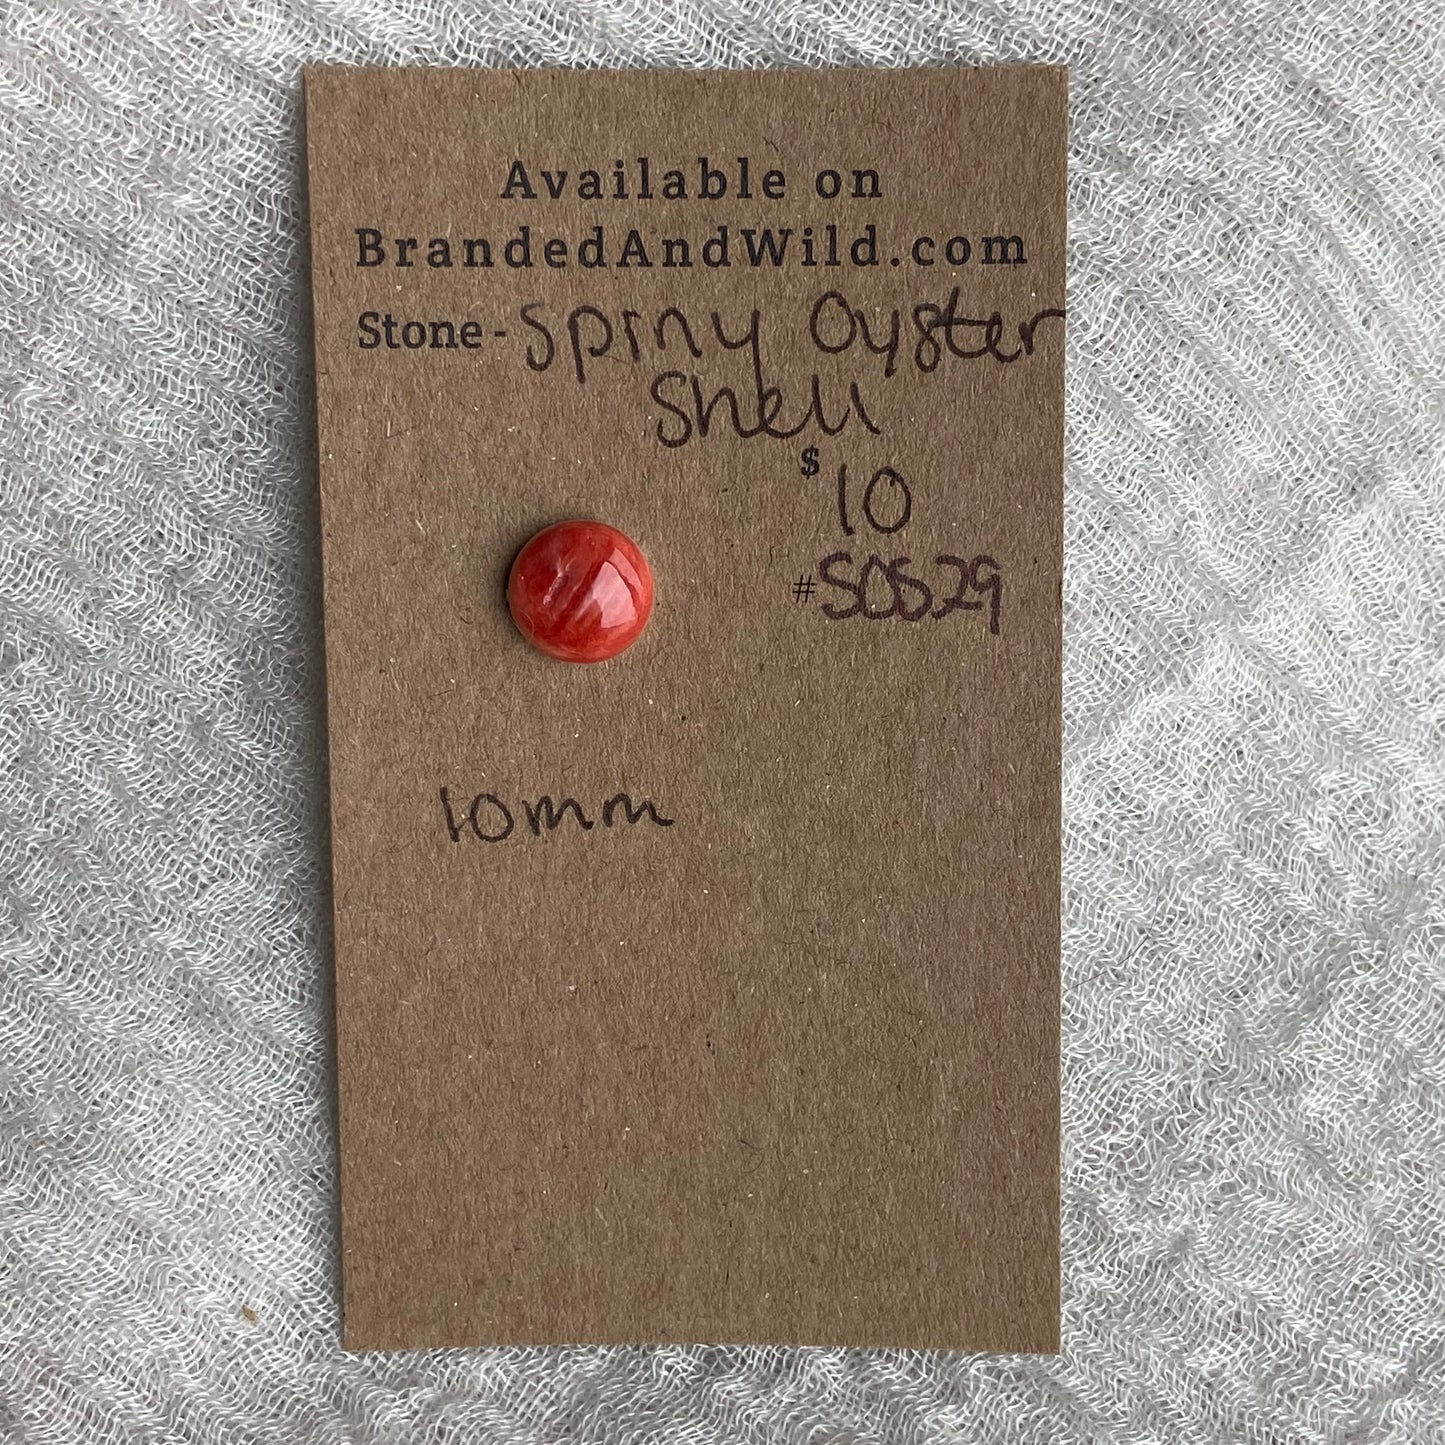 Available on
BrandedAndWild.com
Stone - Spiny Oyster
Shell
$ 10
#SOS29
10mm